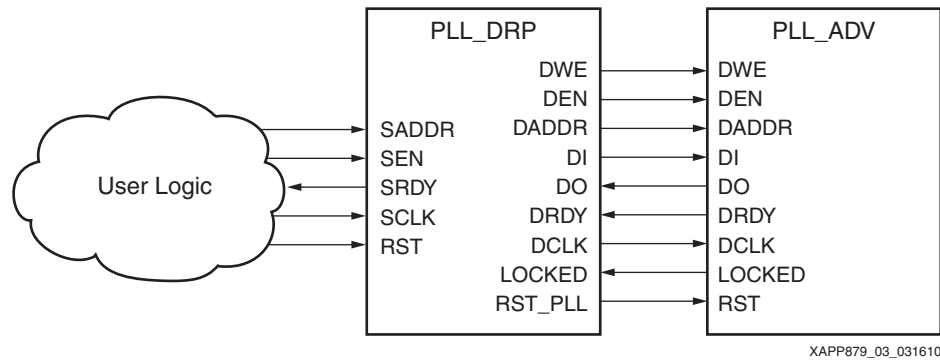 PLL_DRP
PLL_ADV
DWE
DWE
DEN
DEN
SADDR
DADDR
DADDR
SEN
DI
DI
User Logic
SRDY
DO
DO
SCLK
DRDY
DRDY
RST
DCLK
DCLK
LOCKED
LOCKED
RST_PLL
RST
XAPP879_03_031610